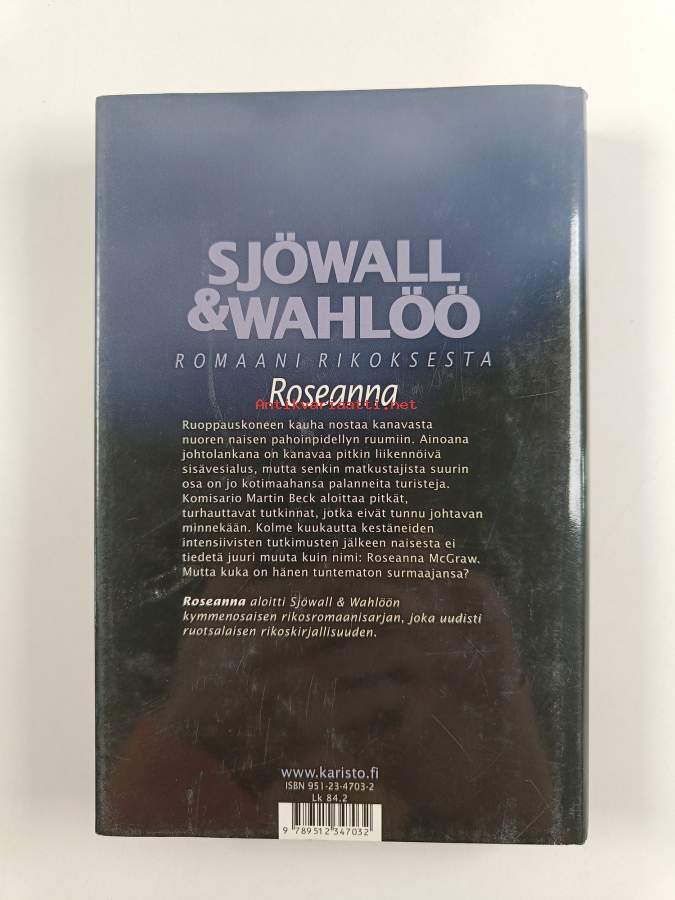 SJÖWALL
&WAHLÖÖ
ROMAANI RIKOKSESTA
Roseanna
Antikvariaatti.net
Ruoppauskoneen kauha nostaa kanavasta
nuoren naisen pahoinpidellyn ruumiin. Ainoana
johtolankana on kanavaa pitkin liikennöivä
sisävesialus, mutta senkin matkustajista suurin
osa on jo kotimaahansa palanneita turisteja.
Komisario Martin Beck aloittaa pitkät,
turhauttavat tutkinnat, jotka eivät tunnu johtavan
minnekään. Kolme kuukautta kestäneiden
intensiivisten tutkimusten jälkeen naisesta ei
tiedetä juuri muuta kuin nimi: Roseanna McGraw.
Mutta kuka on hänen tuntematon surmaajansa?
Roseanna aloitti Sjöwall & Wahlöön
kymmenosaisen rikosromaanisarjan, joka uudisti
ruotsalaisen rikoskirjallisuuden.
www.karisto.fi
ISBN 951-23-4703-2
Lk 84.2
9 789512 347032